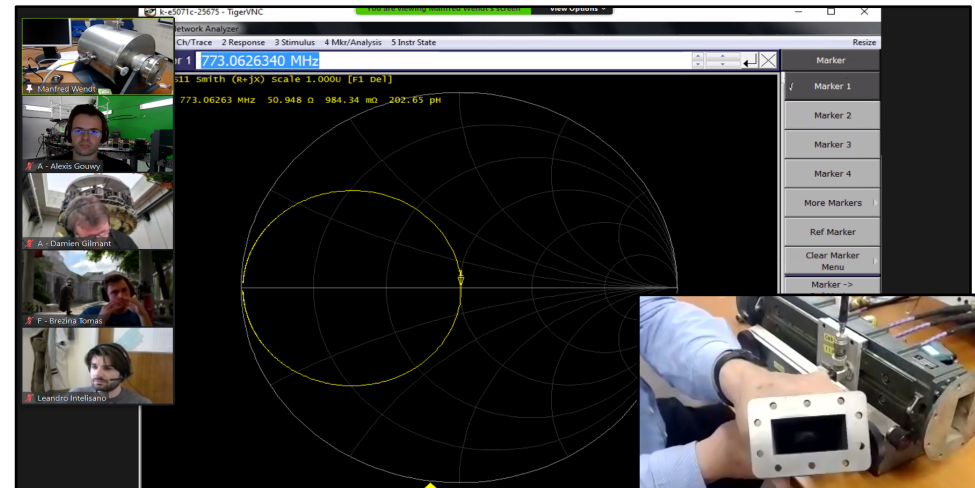 k-e5071c-25675 - TigerVNC
You are viewing Manfred Wendt's screen
View Options
Network Analyzer
Ch/Trace 2 Response 3 Stimulus 4 Mkr/Analysis 5 Instr State
Resize
er 1 773.0626340 MHz
S11 Smith (R+jX) Scale 1.000U [F1 Del]
773.06263 MHz 50.948 Ω 984.34 mΩ 202.65 pH
Manfred Wendt
A - Alexis Gouwy
A - Damien Gilmant
F - Brezina Tomas
Leandro Intelisano
Marker
Marker 1
Marker 2
Marker 3
Marker 4
More Markers
Ref Marker
Clear Marker
Menu
Marker ->